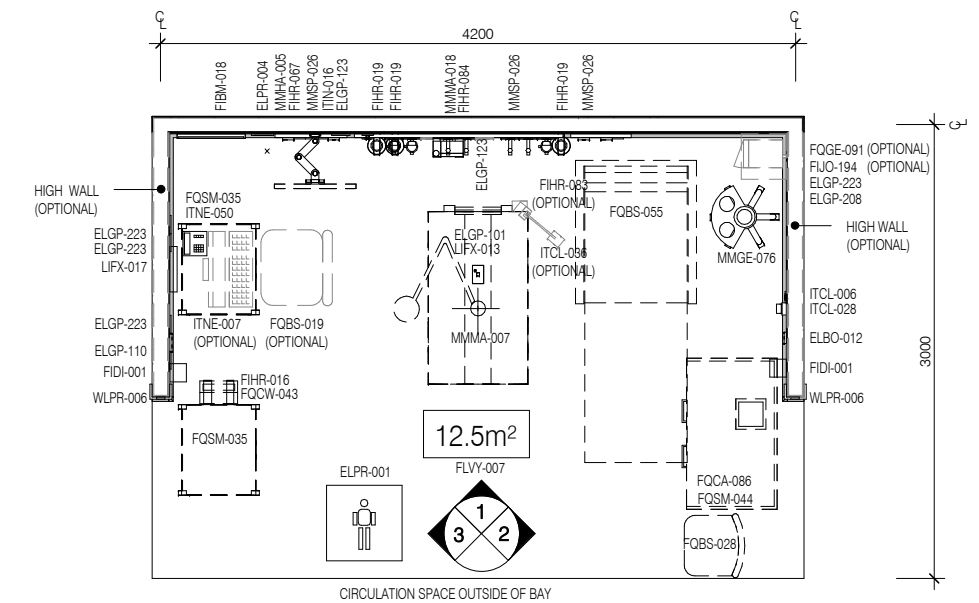 C L
4200
C L
FIBM-018
ELPR-004
MMHA-005
FIHR-067
MMSP-026
ITIN-016
ELGP-123
FIHR-019
FIHR-019
MMMA-018
FIHR-084
MMSP-026
FIHR-019
MMSP-026
C L
FQGE-091 (OPTIONAL)
FIJO-194 (OPTIONAL)
ELGP-223
ELGP-208
HIGH WALL
(OPTIONAL)
FQSM-035
ITNE-050
ELGP-123
FIHR-083
(OPTIONAL)
FQBS-055
HIGH WALL
(OPTIONAL)
ELGP-223
ELGP-223
LIFX-017
ELGP-101
LIFX-013
ITCL-036
(OPTIONAL)
MMGE-076
ITCL-006
ITCL-028
ELGP-223
ITNE-007
(OPTIONAL)
FQBS-019
(OPTIONAL)
MMMA-007
ELBO-012
ELGP-110
FIDI-001
FIDI-001
WLPR-006
FIHR-016
FQCW-043
WLPR-006
3000
FQSM-035
12.5m²
FLVY-007
ELPR-001
FQCA-086
FQSM-044
1
3
2
FQBS-028
CIRCULATION SPACE OUTSIDE OF BAY